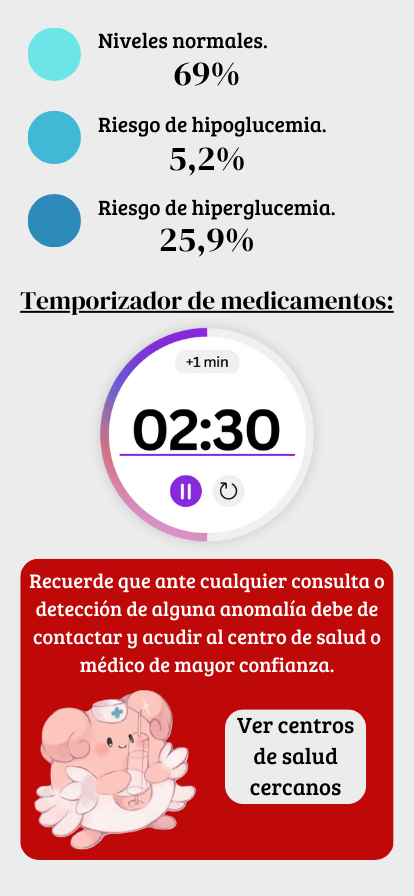 Niveles normales.
69%
Riesgo de hipoglucemia.
5,2%
Riesgo de hiperglucemia.
25,9%
Temporizador de medicamentos:
+1 min
02:30
Recuerde que ante cualquier consulta o
detección de alguna anomalía debe de
contactar y acudir al centro de salud o
médico de mayor confianza.
Ver centros
de salud
cercanos